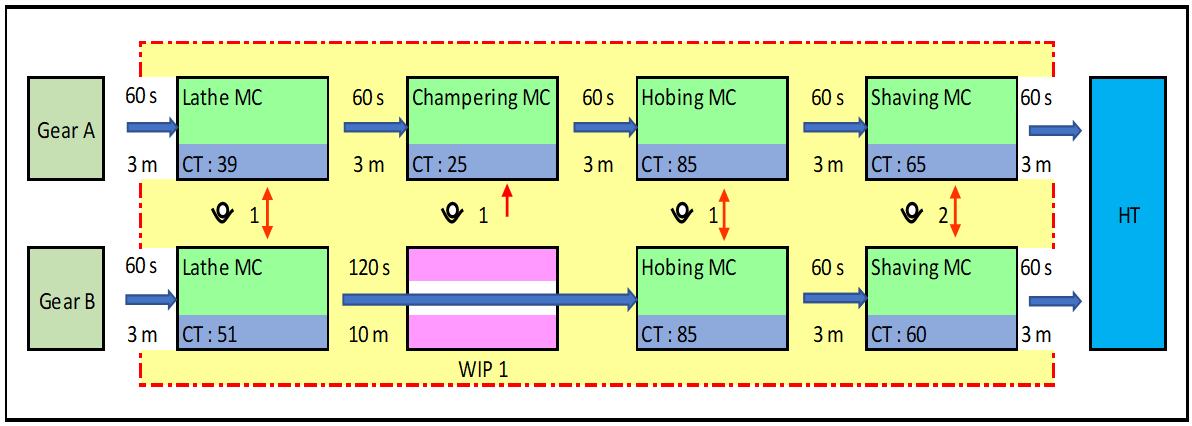 60 s
Lathe MC
60 s
Champering MC
60 s
Hobing MC
60 s
Shaving MC
60 s
Gear A
3 m
CT : 39
3 m
CT : 25
3 m
CT : 85
3 m
CT : 65
3 m
1
1
1
2
HT
60 s
Lathe MC
120 s
Hobing MC
60 s
Shaving MC
60 s
Gear B
3 m
CT : 51
10 m
CT : 85
3 m
CT : 60
3 m
WIP 1